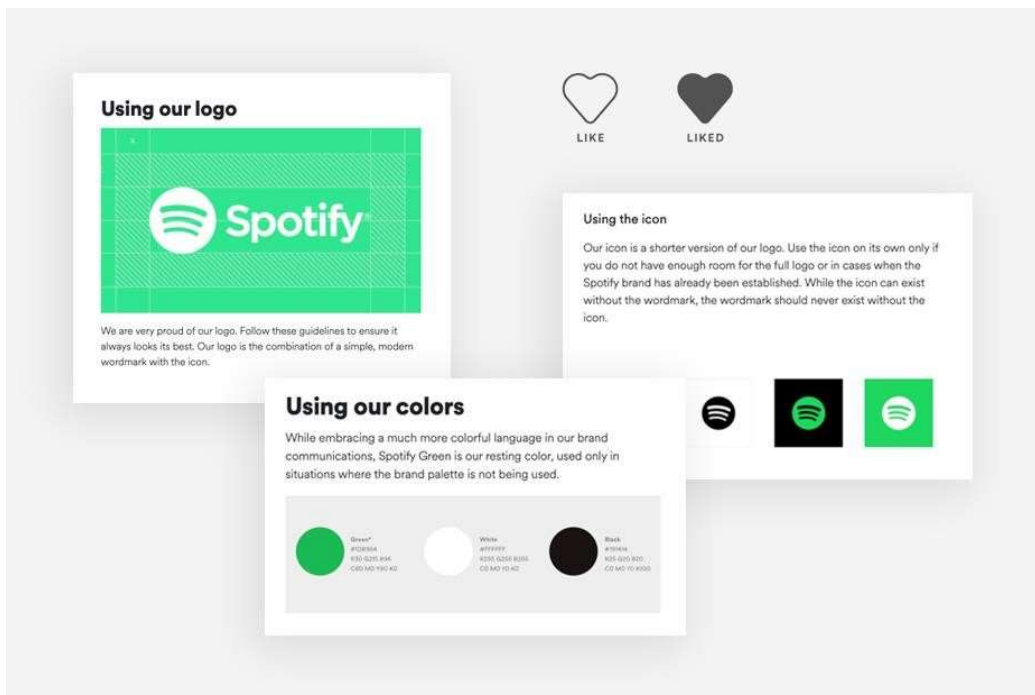 Using our logo
x
Spotify®
We are very proud of our logo. Follow these guidelines to ensure it
always looks its best. Our logo is the combination of a simple, modern
wordmark with the icon.
LIKE
LIKED
Using the icon
Our icon is a shorter version of our logo. Use the icon on its own only if
you do not have enough room for the full logo or in cases when the
Spotify brand has already been established. While the icon can exist
without the wordmark, the wordmark should never exist without the
icon.
Using our colors
While embracing a much more colorful language in our brand
communications, Spotify Green is our resting color, used only in
situations where the brand palette is not being used.
Green*
White
#FFFFFF
C0 M0 Y0 K0
Black